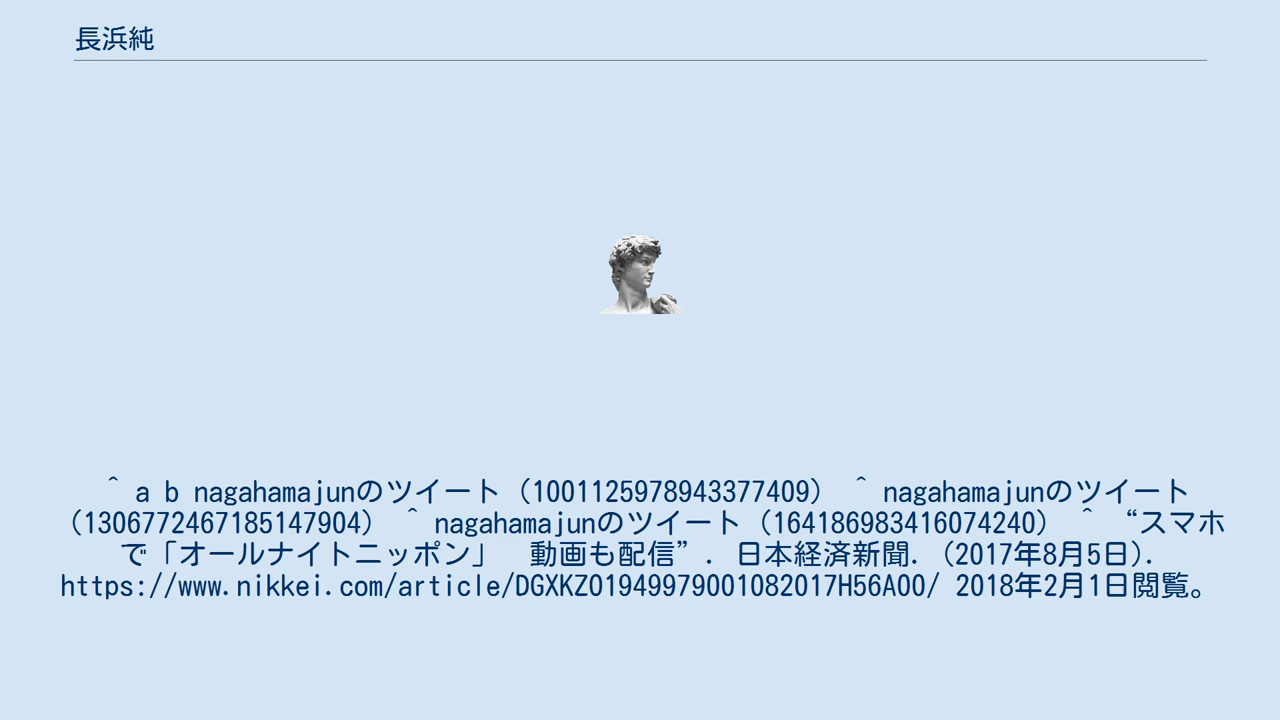 長浜純
^ a b nagahamajunのツイート（1001125978943377409） ^ nagahamajunのツイート
（1306772467185147904） ^ nagahamajunのツイート（164186983416074240） ^ “スマホ
で「オールナイトニッポン」　動画も配信”. 日本経済新聞. (2017年8月5日).
https://www.nikkei.com/article/DGXKZO1949979001082017H56A00/ 2018年2月1日閲覧。